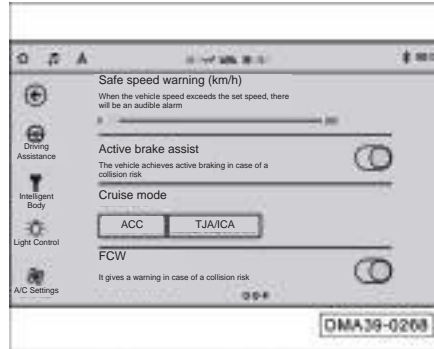 Safe speed warning (km/h)
When the vehicle speed exceeds the set speed, there
will be an audible alarm
Driving
Assistance
Active brake assist
The vehicle achieves active braking in case of a
collision risk
Intelligent
Body
Cruise mode
ACC
TJA/ICA
Light Control
FCW
It gives a warning in case of a collision risk
A/C Settings
DMA39-0268